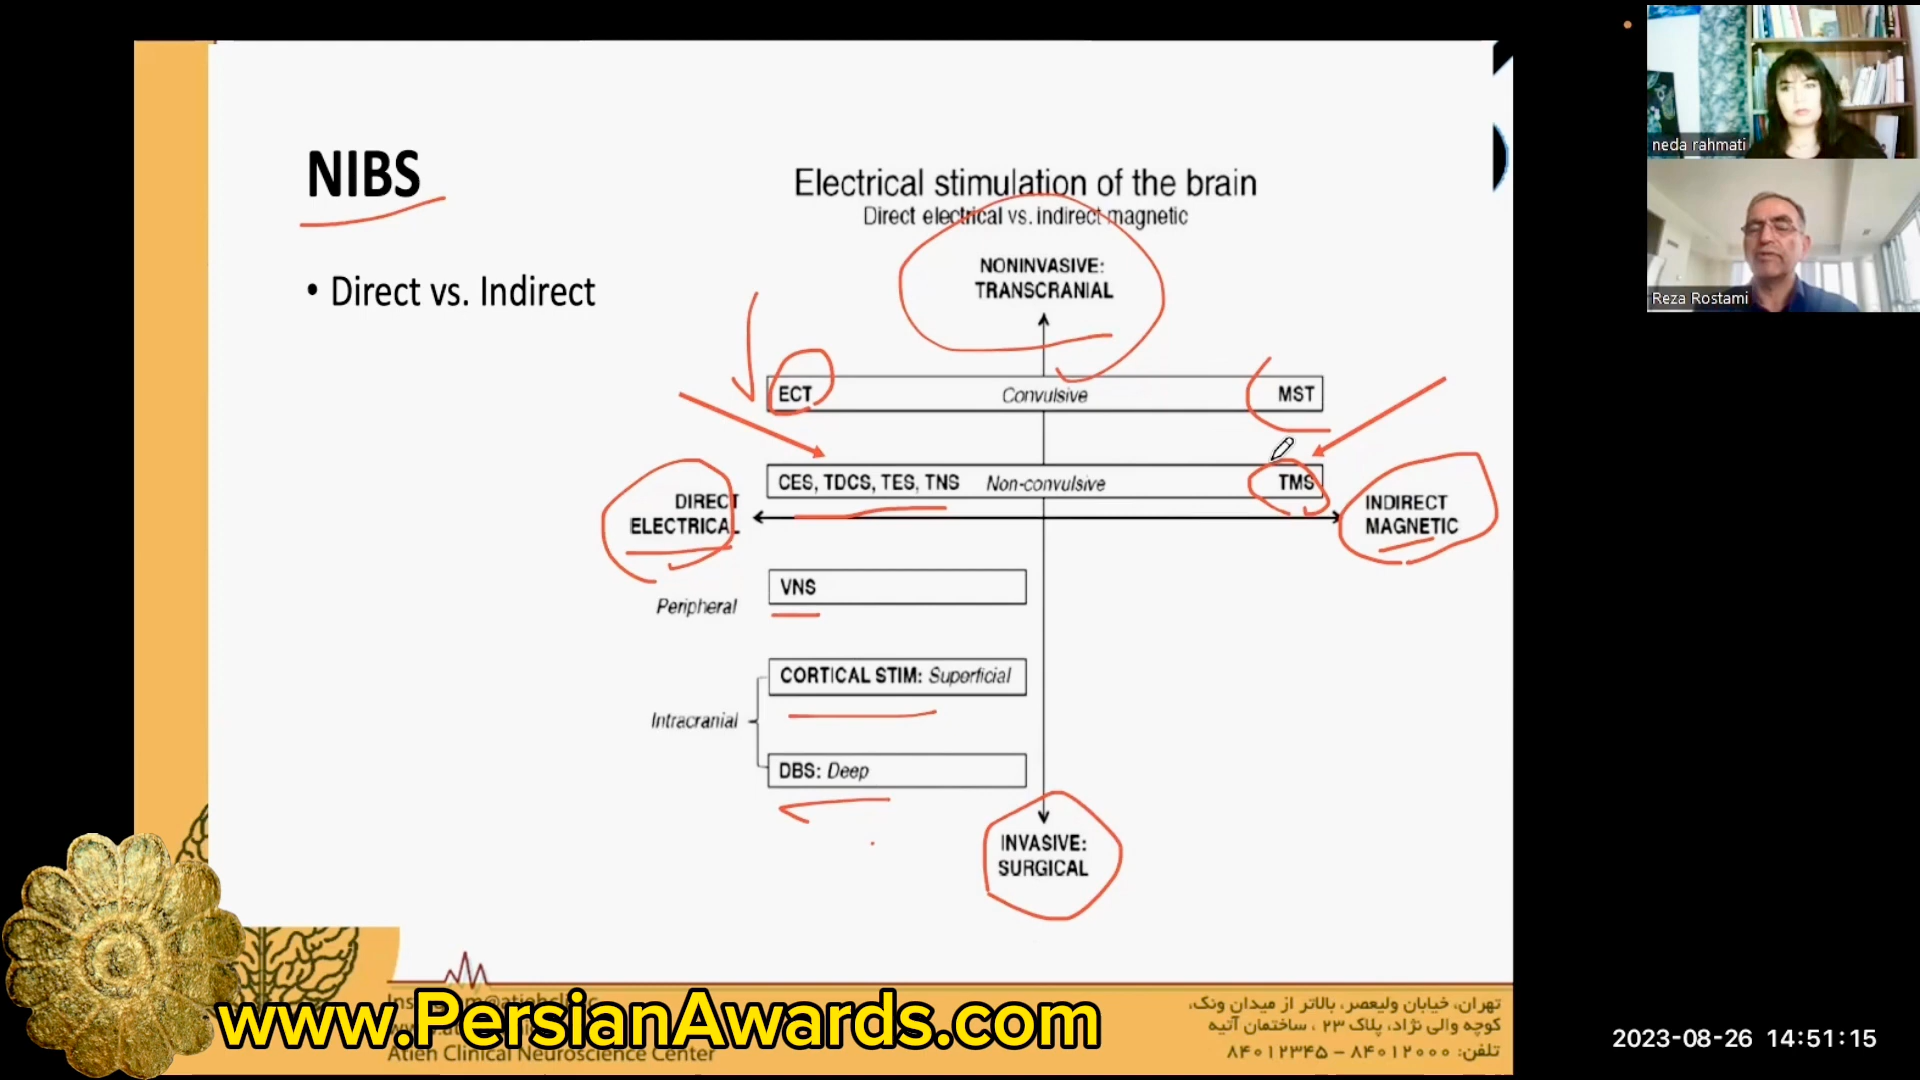 NIBS
• Direct vs. Indirect
Electrical stimulation of the brain
Direct electrical vs. indirect magnetic
NONINVASIVE:
TRANSCRANIAL
ECT Convulsive MST
CES, TDCS, TES, TNS Non-convulsive TMS
DIRECT
ELECTRICAL
INDIRECT
MAGNETIC
VNS
Peripheral
CORTICAL STIM: Superficial
Intracranial
DBS: Deep
INVASIVE:
SURGICAL
neda rahmati
Reza Rostami
www.PersianAwards.com
Atieh Clinical Neuroscience Center
تهران، خیابان ولیعصر، بالاتر از میدان ونک،
کوچه والی نژاد، پلاک ۲۳ ، ساختمان آتیه
تلفن: ۸۴۰۱۲۰۰۰ – ۸۴۰۱۲۳۴۵
2023-08-26 14:51:15